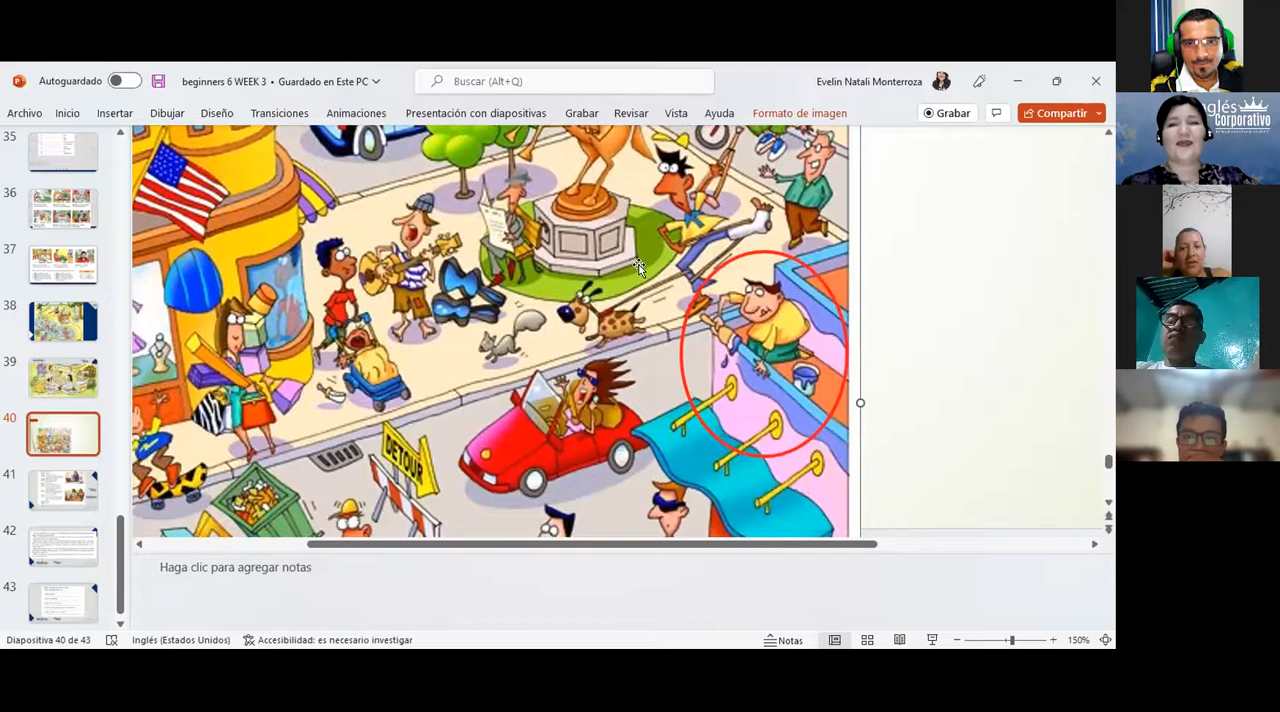 Autoguardado
beginners 6 WEEK 3 • Guardado en Este PC
Buscar (Alt+Q)
Evelin Natali Monterroza
Archivo Inicio Insertar Dibujar Diseño Transiciones Animaciones Presentación con diapositivas Grabar Revisar Vista Ayuda Formato de imagen
Grabar
Compartir
35
36
37
38
39
40
41
42
43
DETOUR
Haga clic para agregar notas
Diapositiva 40 de 43
Inglés (Estados Unidos)
Accesibilidad: es necesario investigar
Notas
150%
Corporativo